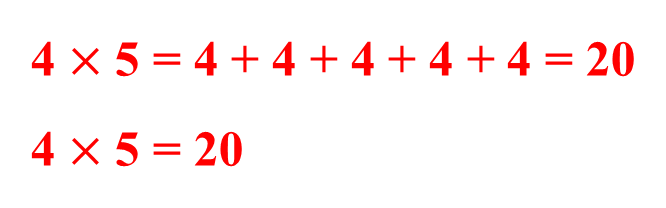 4 × 5 = 4 + 4 + 4 + 4 + 4 = 20
4 × 5 = 20